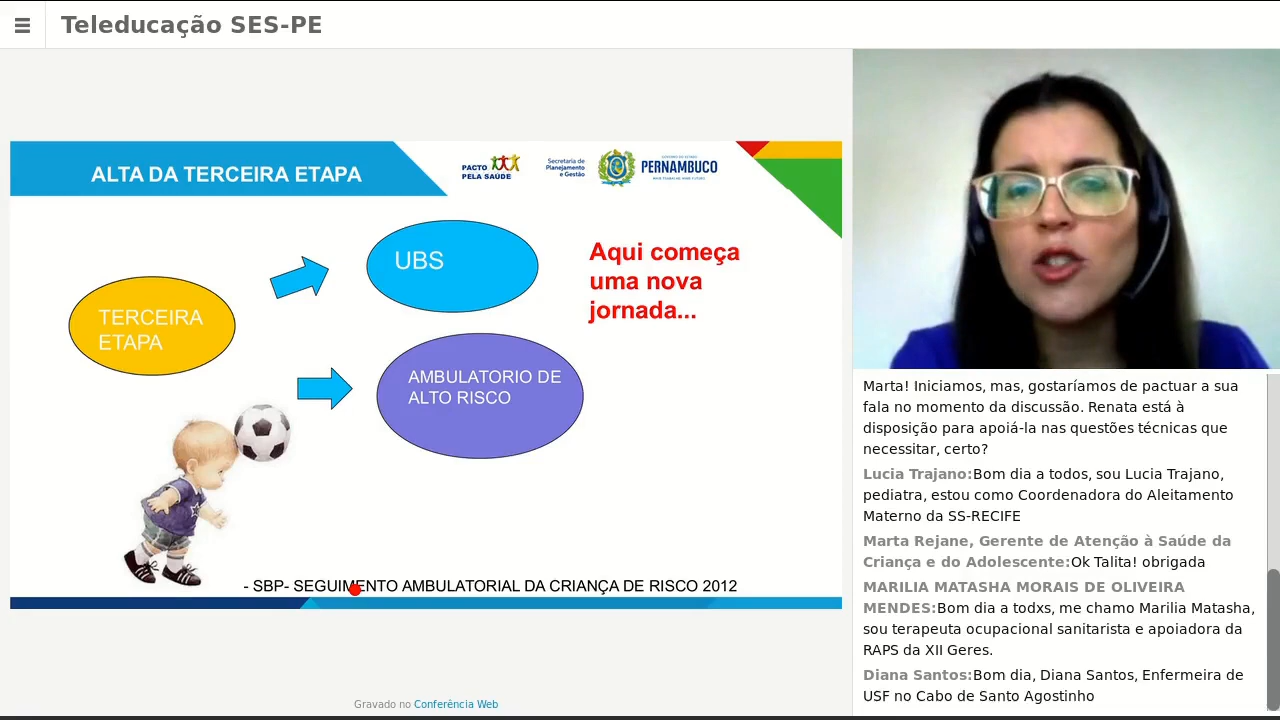 Teleducação SES-PE
ALTA DA TERCEIRA ETAPA
PACTO
PELA SAÚDE
Secretaria de
Planejamento
e Gestão
PERNAMBUCO
UBS
Aqui começa
uma nova
jornada...
TERCEIRA
ETAPA
AMBULATORIO DE
ALTO RISCO
- SBP- SEGUIMENTO AMBULATORIAL DA CRIANÇA DE RISCO 2012
Gravado no Conferência Web
Marta! Iniciamos, mas, gostaríamos de pactuar a sua
fala no momento da discussão. Renata está à
disposição para apoiá-la nas questões técnicas que
necessitar, certo?
Lucia Trajano:Bom dia a todos, sou Lucia Trajano,
pediatra, estou como Coordenadora do Aleitamento
Materno da SS-RECIFE
Marta Rejane, Gerente de Atenção à Saúde da
Criança e do Adolescente:Ok Talita! obrigada
MARILIA MATASHA MORAIS DE OLIVEIRA
MENDES:Bom dia a todxs, me chamo Marilia Matasha,
sou terapeuta ocupacional sanitarista e apoiadora da
RAPS da XII Geres.
Diana Santos:Bom dia, Diana Santos, Enfermeira de
USF no Cabo de Santo Agostinho